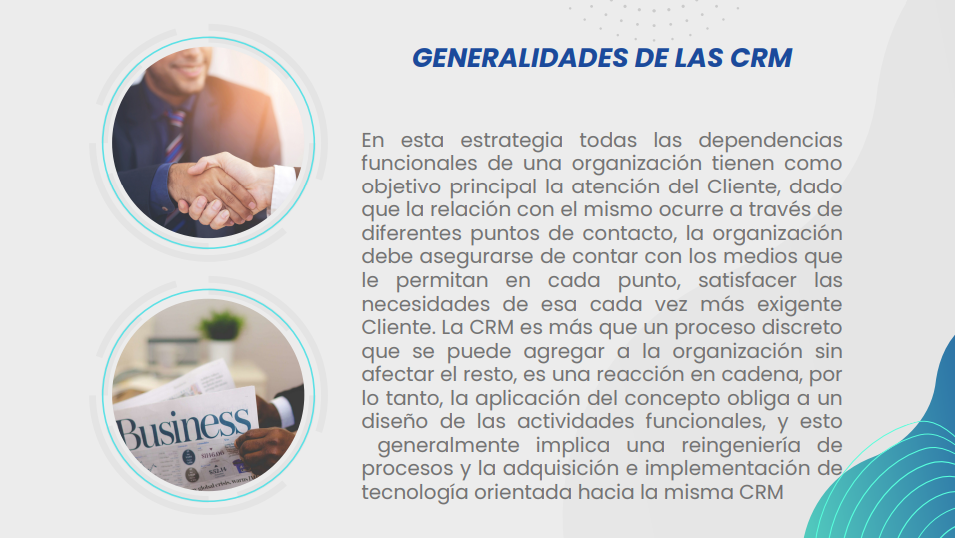 GENERALIDADES DE LAS CRM
En esta estrategia todas las dependencias
funcionales de una organización tienen como
objetivo principal la atención del Cliente, dado
que la relación con el mismo ocurre a través de
diferentes puntos de contacto, la organización
debe asegurarse de contar con los medios que
le permitan en cada punto, satisfacer las
necesidades de esa cada vez más exigente
Cliente. La CRM es más que un proceso discreto
que se puede agregar a la organización sin
afectar el resto, es una reacción en cadena, por
lo tanto, la aplicación del concepto obliga a un
diseño de las actividades funcionales, y esto
generalmente implica una reingeniería de
procesos y la adquisición e implementación de
tecnología orientada hacia la misma CRM
Business